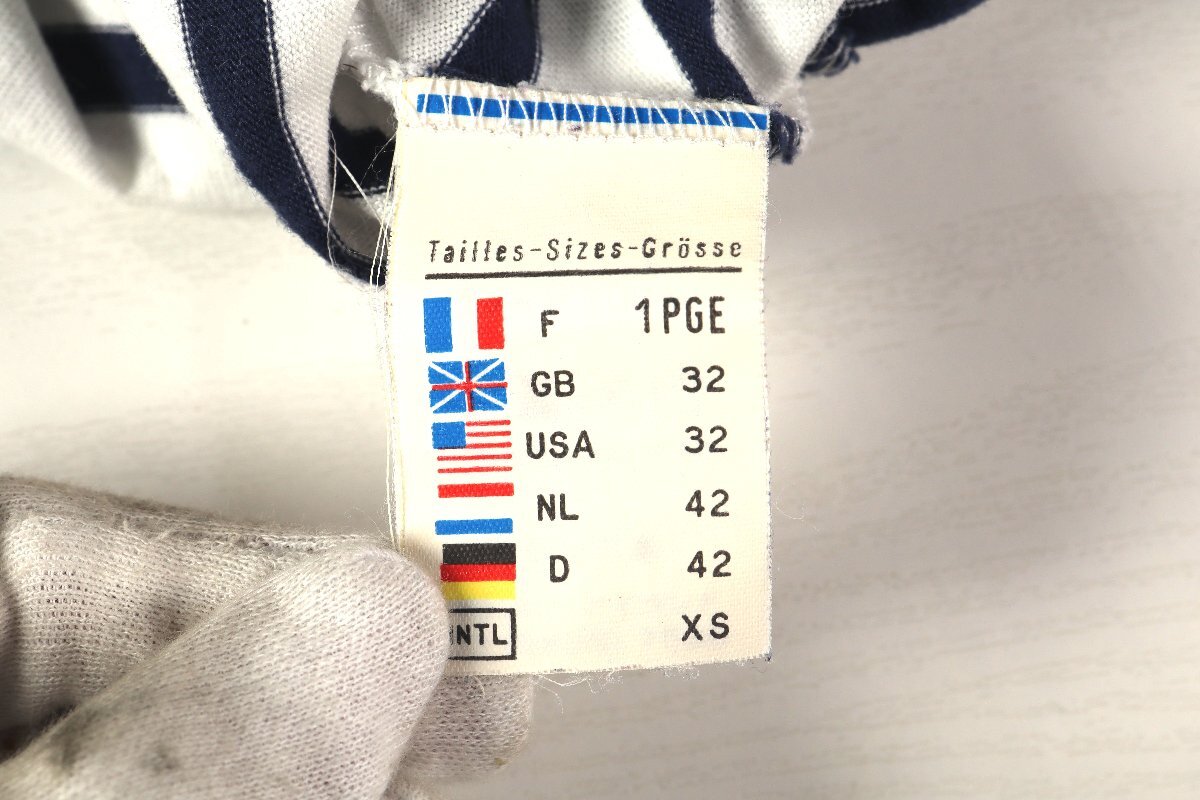 Tailles-Sizes-Grösse
F 1PGE
GB 32
USA 32
NL 42
D 42
INTL XS